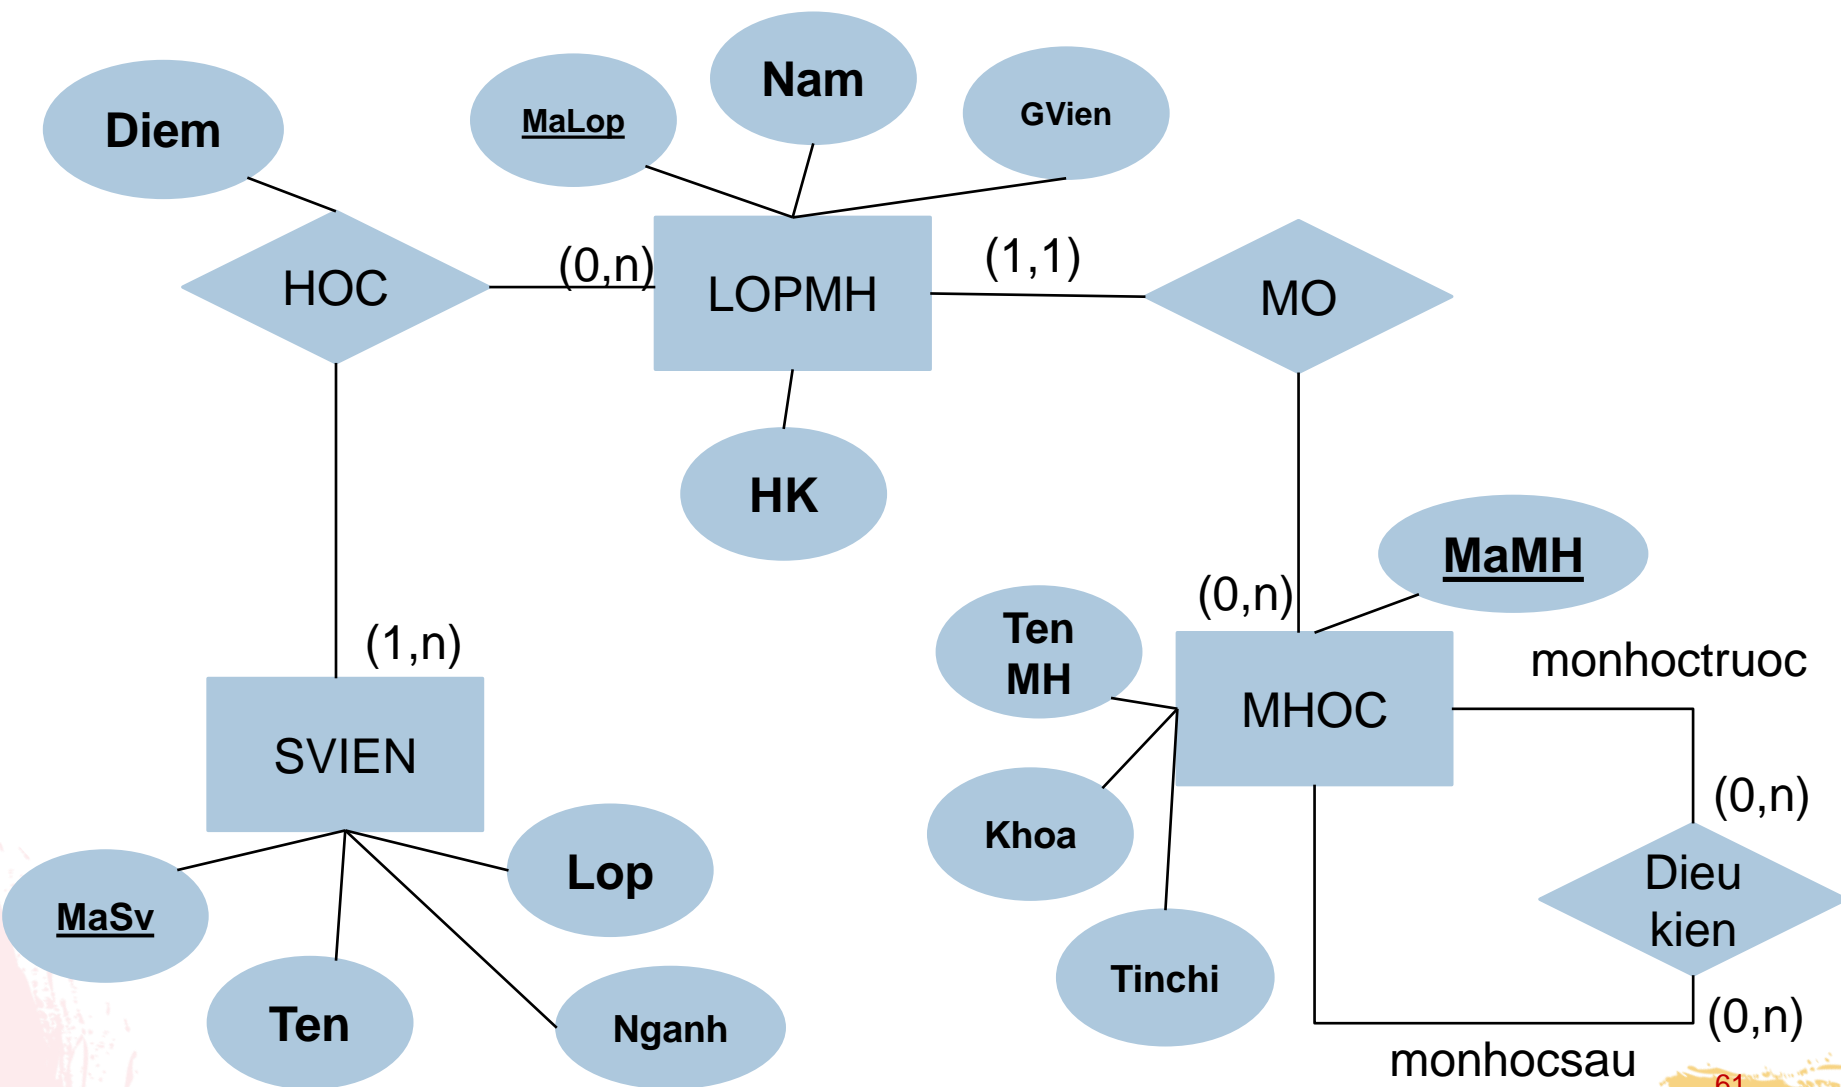 Nam
GVien
MaLop
Diem
(0,n)
(1,1)
HOC
LOPMH
MO
HK
MaMH
(0,n)
Ten
MH
(1,n)
monhoctruoc
MHOC
SVIEN
(0,n)
Khoa
Lop
Dieu
kien
MaSv
Tinchi
Ten
Nganh
(0,n)
monhocsau
61